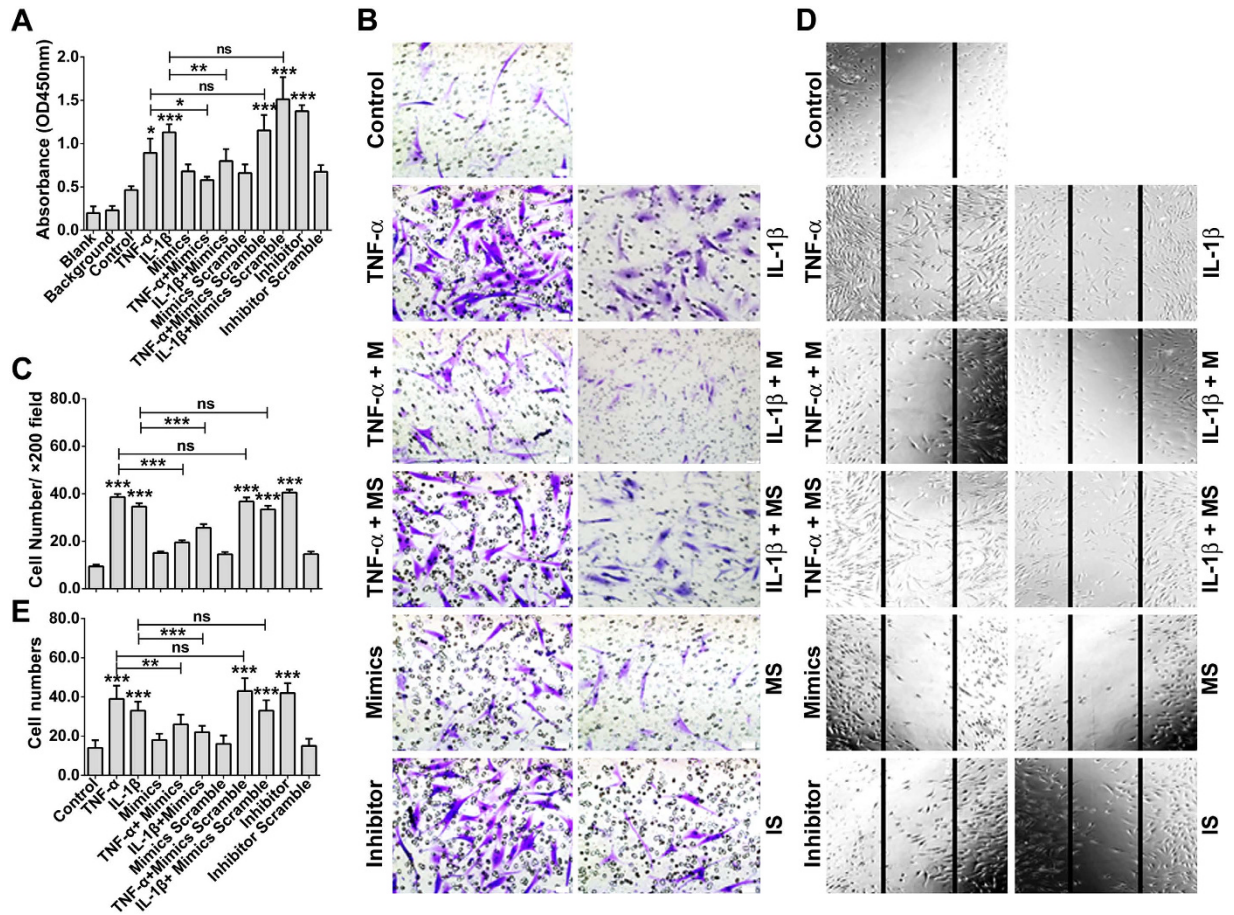 A
Absorbance (OD450nm)
2.0
1.5
1.0
0.5
0.0
ns
**
ns
*
*
***
***
***
***
Blank
Background
Control
TNF-α
IL-1β
Mimics
TNF-α+Mimics
IL-1β+Mimics
Mimics Scramble
TNF-α+Mimics Scramble
IL-1β+Mimics Scramble
Inhibitor
Inhibitor Scramble
C
Cell Number/ ×200 field
80.0
60.0
40.0
20.0
0.0
ns
***
ns
***
***
***
***
***
***
E
Cell numbers
80.0
60.0
40.0
20.0
0.0
ns
***
ns
**
***
***
***
***
***
Control
TNF-α
IL-1β
Mimics
TNF-α+ Mimics
IL-1β+Mimics
Mimics Scramble
TNF-α+Mimics Scramble
IL-1β+ Mimics Scramble
Inhibitor
Inhibitor Scramble
B
Control
TNF-α
IL-1β
TNF-α + M
IL-1β + M
TNF-α + MS
IL-1β + MS
Mimics
MS
Inhibitor
IS
D
Control
TNF-α
IL-1β
TNF-α + M
IL-1β + M
TNF-α + MS
IL-1β + MS
Mimics
MS
Inhibitor
IS